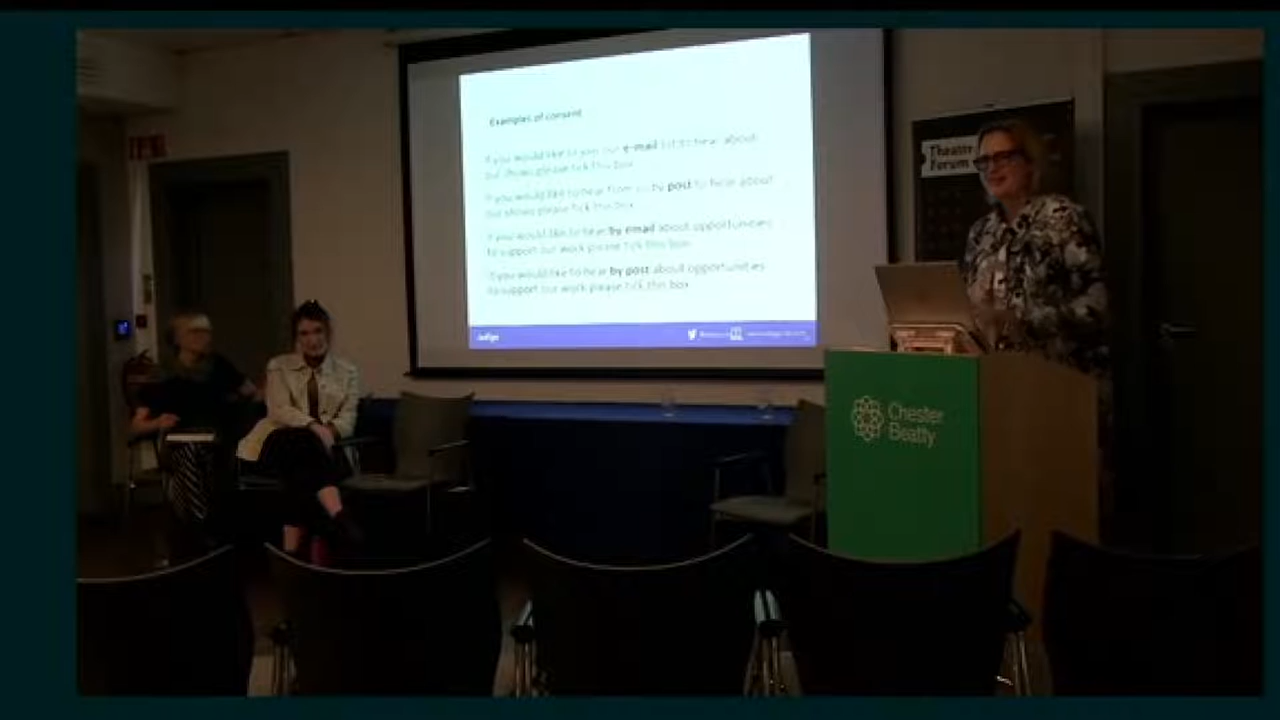 Examples of consent
If you would like to join our e-mail list to hear about
our shows please tick this box
If you would like to hear from us by post to hear about
our shows please tick this box
If you would like to hear by email about opportunities
to support our work please tick this box
If you would like to hear by post about opportunities
to support our work please tick this box
Theatre
Forum
Chester
Beatty